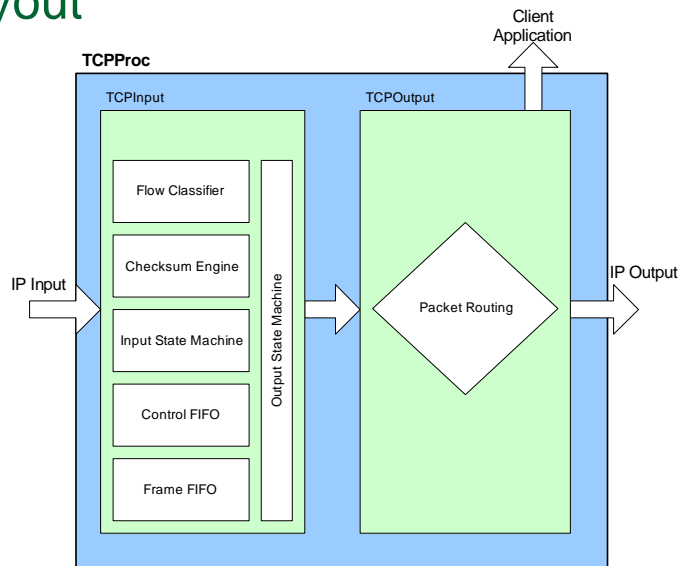 Client
Application
TCPProc
TCPInput
TCPOutput
Flow Classifier
Checksum Engine
IP Input
Input State Machine
Output State Machine
Packet Routing
IP Output
Control FIFO
Frame FIFO